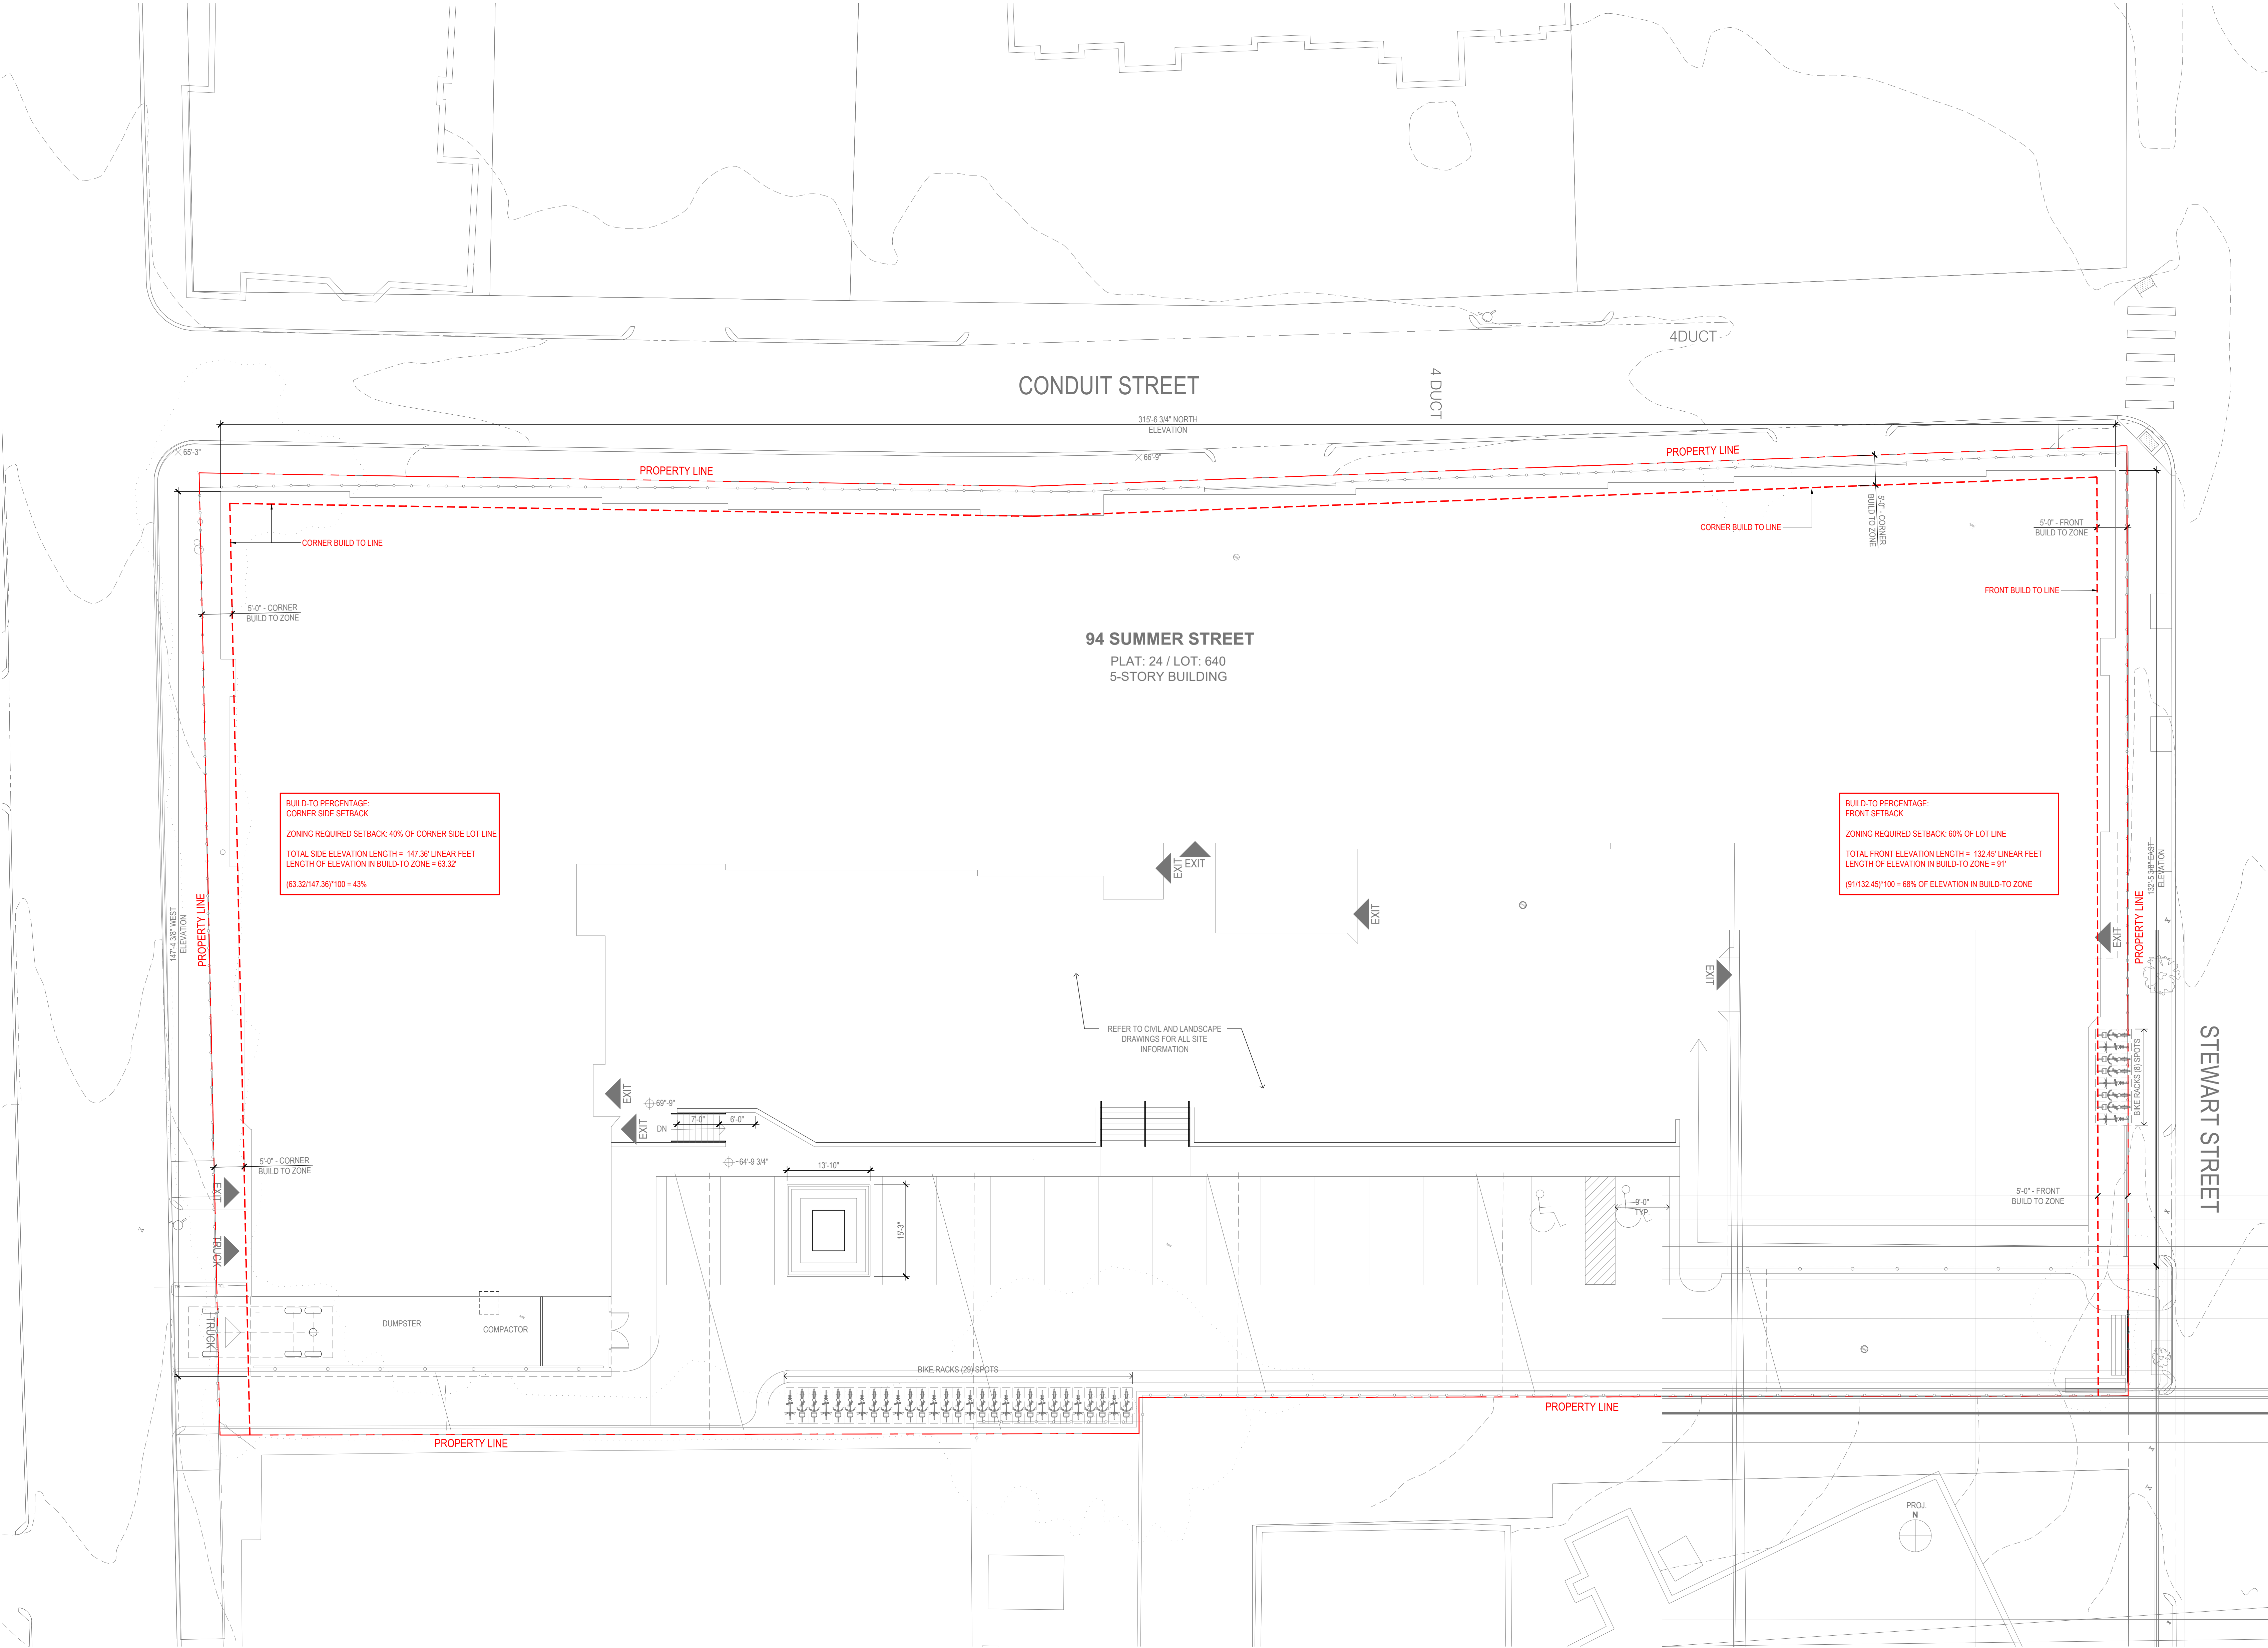 4DUCT
CONDUIT STREET
4 DUCT
315'-6 3/4" NORTH
ELEVATION
65'-3"
66'-9"
PROPERTY LINE
PROPERTY LINE
CORNER BUILD TO LINE
CORNER BUILD TO LINE
5'-0" - CORNER
BUILD TO ZONE
5'-0" - FRONT
BUILD TO ZONE
FRONT BUILD TO LINE
5'-0" - CORNER
BUILD TO ZONE
94 SUMMER STREET
PLAT: 24 / LOT: 640
5-STORY BUILDING
BUILD-TO PERCENTAGE:
CORNER SIDE SETBACK
ZONING REQUIRED SETBACK: 40% OF CORNER SIDE LOT LINE
TOTAL SIDE ELEVATION LENGTH = 147.36' LINEAR FEET
LENGTH OF ELEVATION IN BUILD-TO ZONE = 63.32'
(63.32/147.36)*100 = 43%
BUILD-TO PERCENTAGE:
FRONT SETBACK
ZONING REQUIRED SETBACK: 60% OF LOT LINE
TOTAL FRONT ELEVATION LENGTH = 132.45' LINEAR FEET
LENGTH OF ELEVATION IN BUILD-TO ZONE = 91'
(91/132.45)*100 = 68% OF ELEVATION IN BUILD-TO ZONE
147'-4 3/8" WEST
ELEVATION
PROPERTY LINE
132'-5 3/8" EAST
ELEVATION
PROPERTY LINE
EXIT
EXIT
EXIT
EXIT
EXIT
REFER TO CIVIL AND LANDSCAPE
DRAWINGS FOR ALL SITE
INFORMATION
STEWART STREET
BIKE RACKS (8) SPOTS
EXIT
EXIT
69"-9"
DN
7'-0"
6'-0"
~64'-9 3/4"
13'-10"
15'-3"
5'-0" - CORNER
BUILD TO ZONE
EXIT
TRUCK
TRUCK
9'-0"
TYP.
5'-0" - FRONT
BUILD TO ZONE
DUMPSTER
COMPACTOR
BIKE RACKS (29) SPOTS
PROPERTY LINE
PROPERTY LINE
PROJ.
N